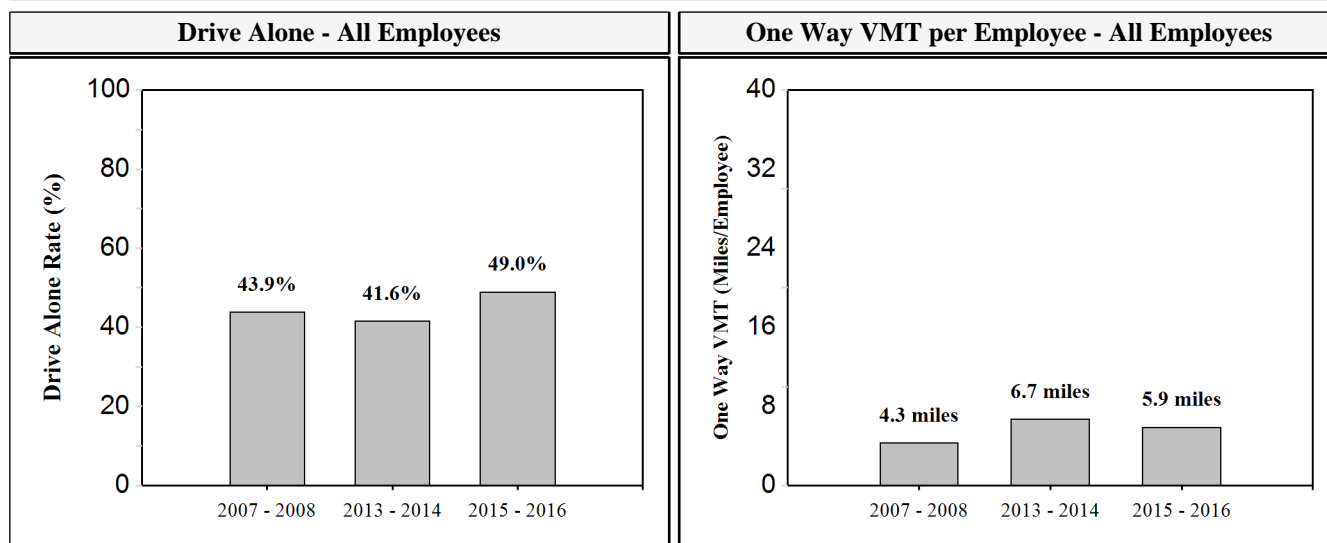 Drive Alone - All Employees
Drive Alone Rate (%)
100
80
60
40
20
0
43.9%
41.6%
49.0%
2007 - 2008
2013 - 2014
2015 - 2016
One Way VMT per Employee - All Employees
One Way VMT (Miles/Employee)
40
32
24
16
8
0
4.3 miles
6.7 miles
5.9 miles
2007 - 2008
2013 - 2014
2015 - 2016